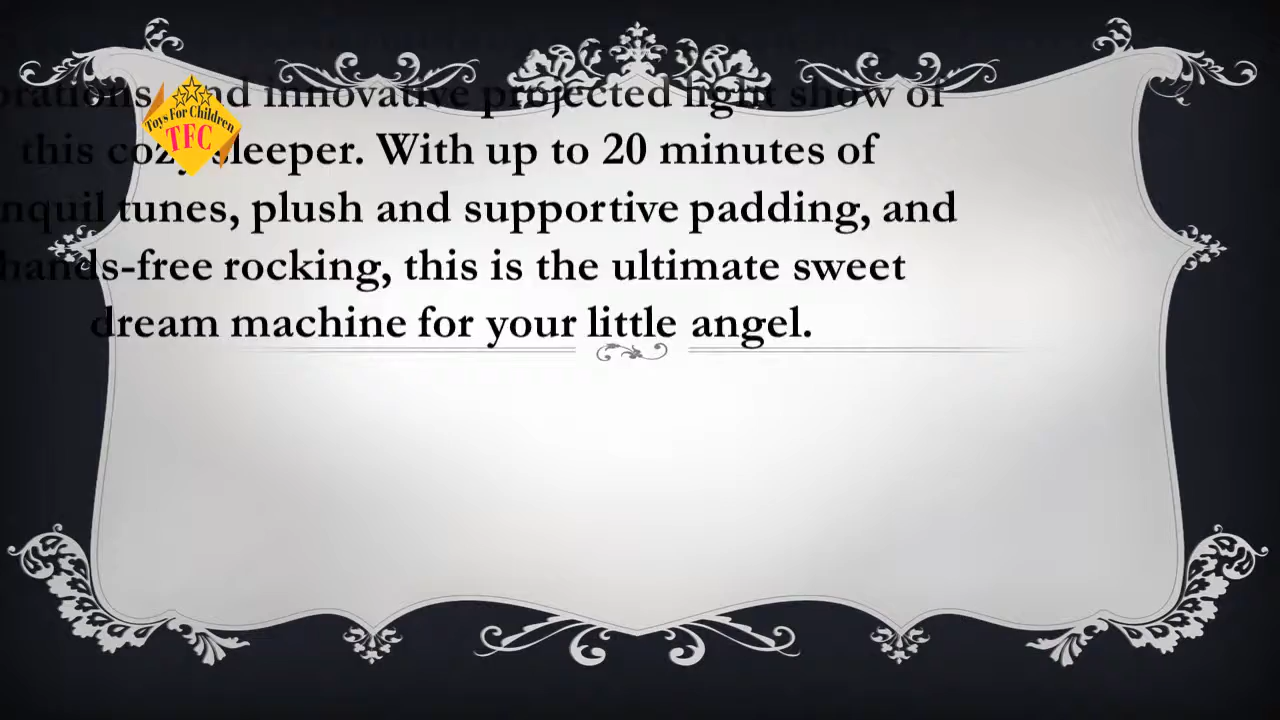 brations, and innovative projected light show of
this cozy sleeper. With up to 20 minutes of
nquil tunes, plush and supportive padding, and
hands-free rocking, this is the ultimate sweet
dream machine for your little angel.
Toys For Children
TFC